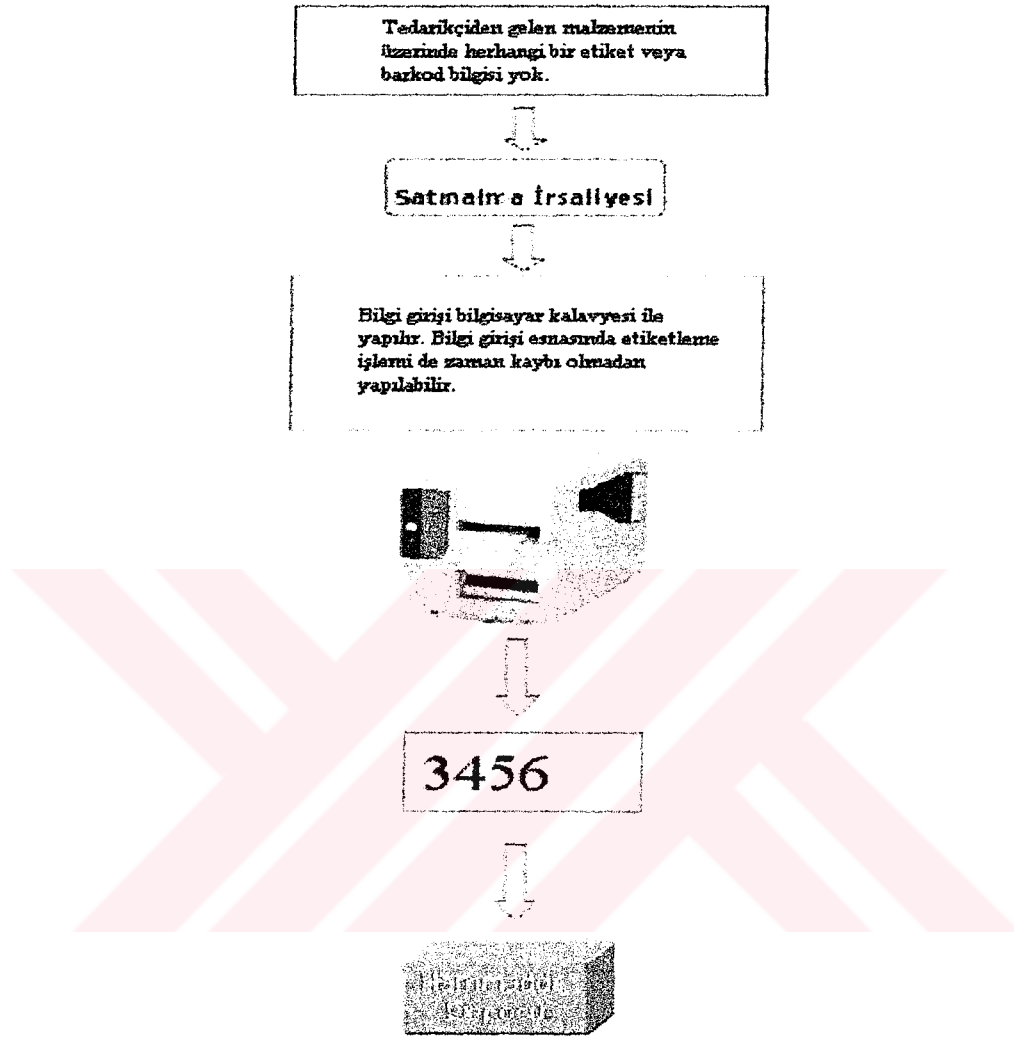 Tedarikçiden gelen malzemenin
üzerinde herhangi bir etiket veya
barkod bilgisi yok.
Satınalma İrsaliyesi
Bilgi girişi bilgisayar kalavyesi ile
yapılır. Bilgi girişi esnasında etiketleme
işlemi de zaman kaybı olmadan
yapılabilir.
3456